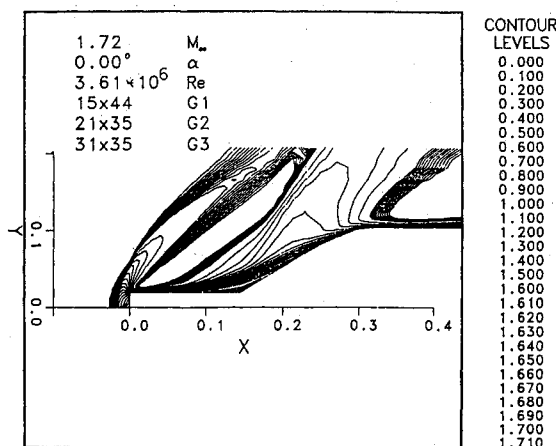 1.72 M∞
0.00° α
3.61×10⁶ Re
15x44 G1
21x35 G2
31x35 G3
Y
0.1
0.0
0.0 0.1 0.2 0.3 0.4
X
CONTOUR
LEVELS
0.000
0.100
0.200
0.300
0.400
0.500
0.600
0.700
0.800
0.900
1.000
1.100
1.200
1.300
1.400
1.500
1.600
1.610
1.620
1.630
1.640
1.650
1.660
1.670
1.680
1.690
1.700
1.710